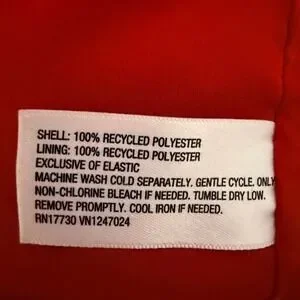 SHELL: 100% RECYCLED POLYESTER
LINING: 100% RECYCLED POLYESTER
EXCLUSIVE OF ELASTIC
MACHINE WASH COLD SEPARATELY. GENTLE CYCLE. ONLY
NON-CHLORINE BLEACH IF NEEDED. TUMBLE DRY LOW.
REMOVE PROMPTLY. COOL IRON IF NEEDED.
RN17730 VN1247024